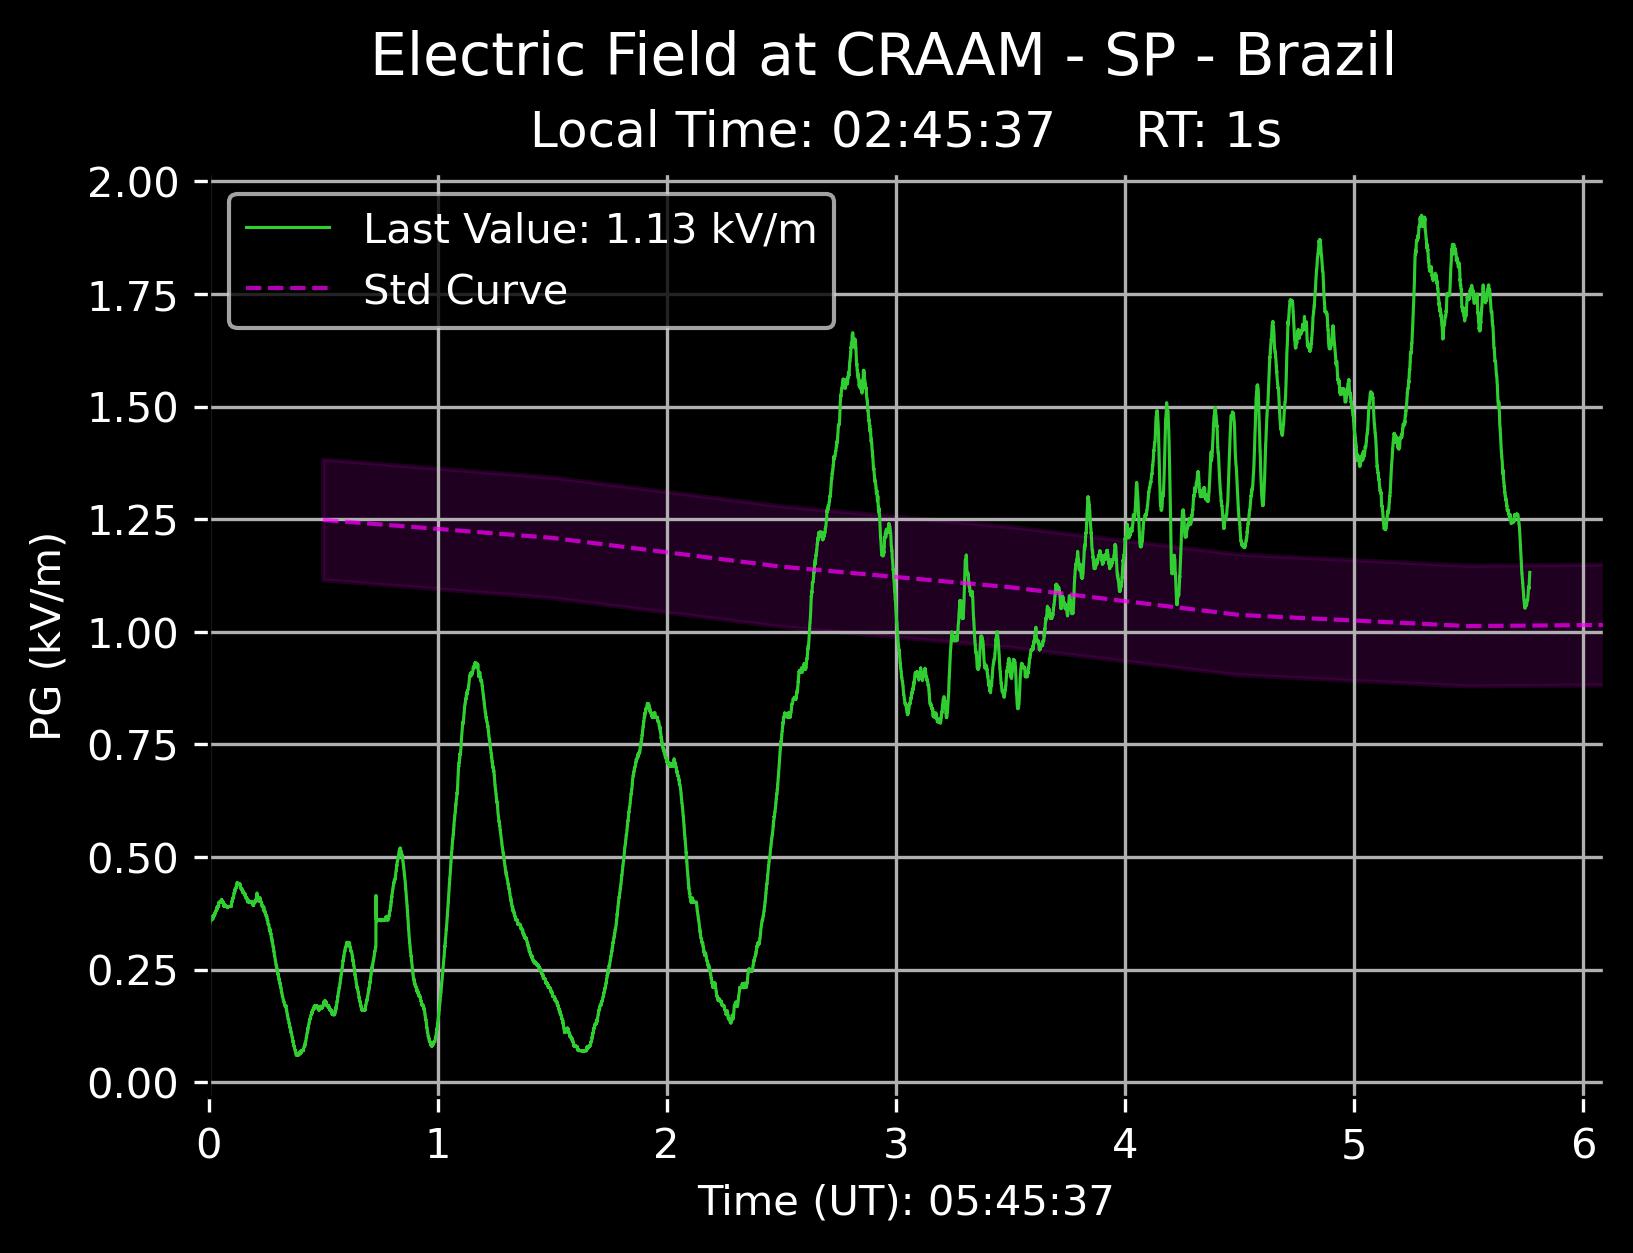 Electric Field at CRAAM - SP - Brazil
Local Time: 02:45:37 RT: 1s
Last Value: 1.13 kV/m
Std Curve
PG (kV/m)
2.00
1.75
1.50
1.25
1.00
0.75
0.50
0.25
0.00
0 1 2 3 4 5 6
Time (UT): 05:45:37